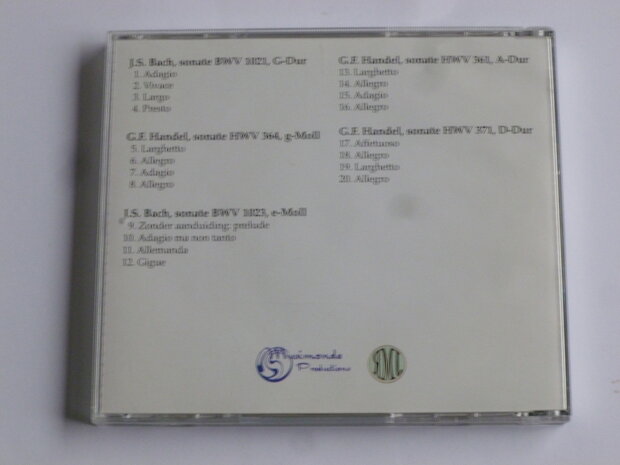 J.S. Bach, sonate BWV 1021, G-Dur
1. Adagio
2. Vivace
3. Largo
4. Presto
G.F. Handel, sonate HWV 364, g-Moll
5. Larghetto
6. Allegro
7. Adagio
8. Allegro
J.S. Bach, sonate BWV 1023, e-Moll
9. Zonder aanduiding; prelude
10. Adagio ma non tanto
11. Allemande
12. Gigue
G.F. Handel, sonate HWV 361, A-Dur
13. Larghetto
14. Allegro
15. Adagio
16. Allegro
G.F. Handel, sonate HWV 371, D-Dur
17. Affettuoso
18. Allegro
19. Larghetto
20. Allegro
Productions